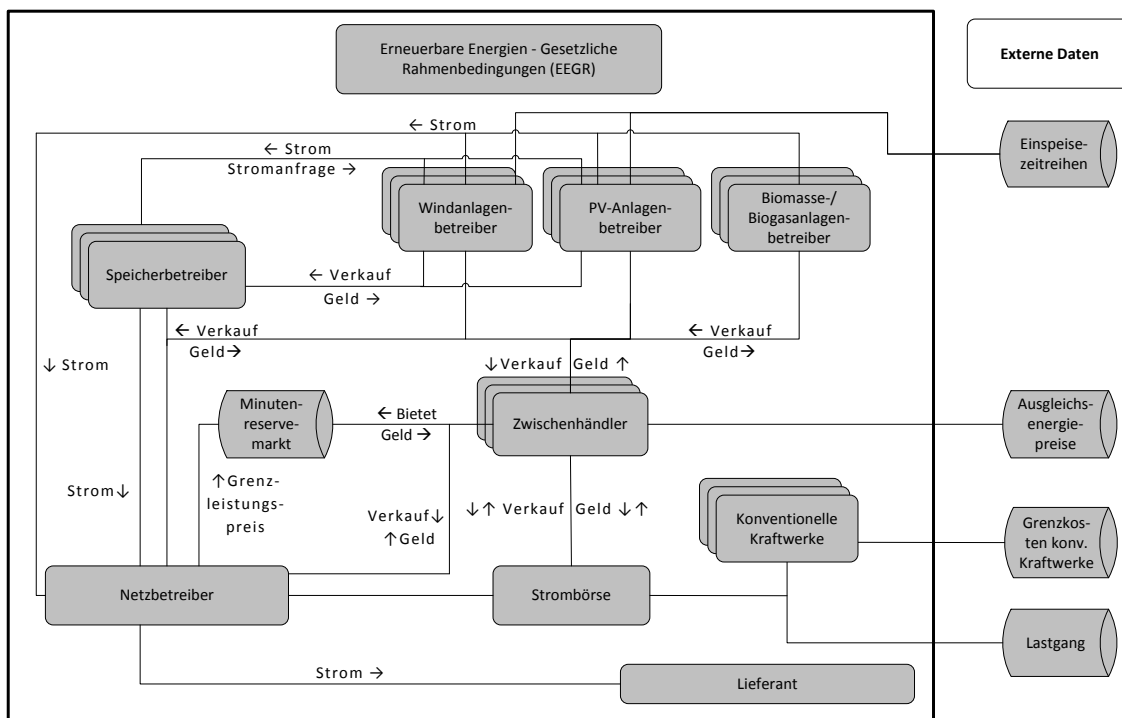 Erneuerbare Energien - Gesetzliche
Rahmenbedingungen (EEGR)
Externe Daten
← Strom
Einspeise-
zeitreihen
← Strom
Stromanfrage →
Windanlagen-
betreiber
PV-Anlagen-
betreiber
Biomasse-/
Biogasanlagen-
betreiber
Speicherbetreiber
← Verkauf
Geld →
← Verkauf
Geld→
← Verkauf
Geld→
↓ Strom
↓Verkauf Geld ↑
Minuten-
reserve-
markt
← Bietet
Geld →
Zwischenhändler
Ausgleichs-
energie-
preise
Strom↓
↑Grenz-
leistungs-
preis
Verkauf↓
↑Geld
↓↑ Verkauf Geld ↓↑
Konventionelle
Kraftwerke
Grenzkos-
ten konv.
Kraftwerke
Netzbetreiber
Strombörse
Lastgang
Strom →
Lieferant